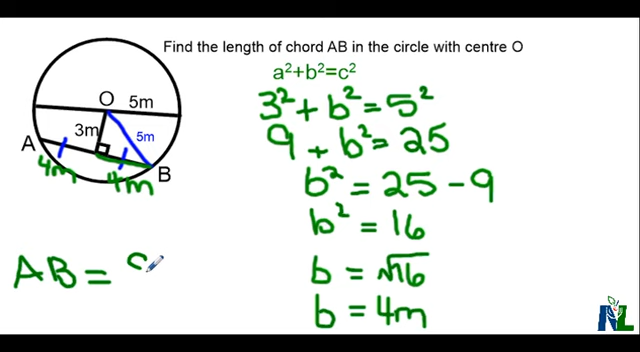 Find the length of chord AB in the circle with centre O
a²+b²=c²
O 5m
3m 5m
A
B
4m 4m
3² + b² = 5²
9 + b² = 25
b² = 25 - 9
b² = 16
b = √16
b = 4m
AB =
NL